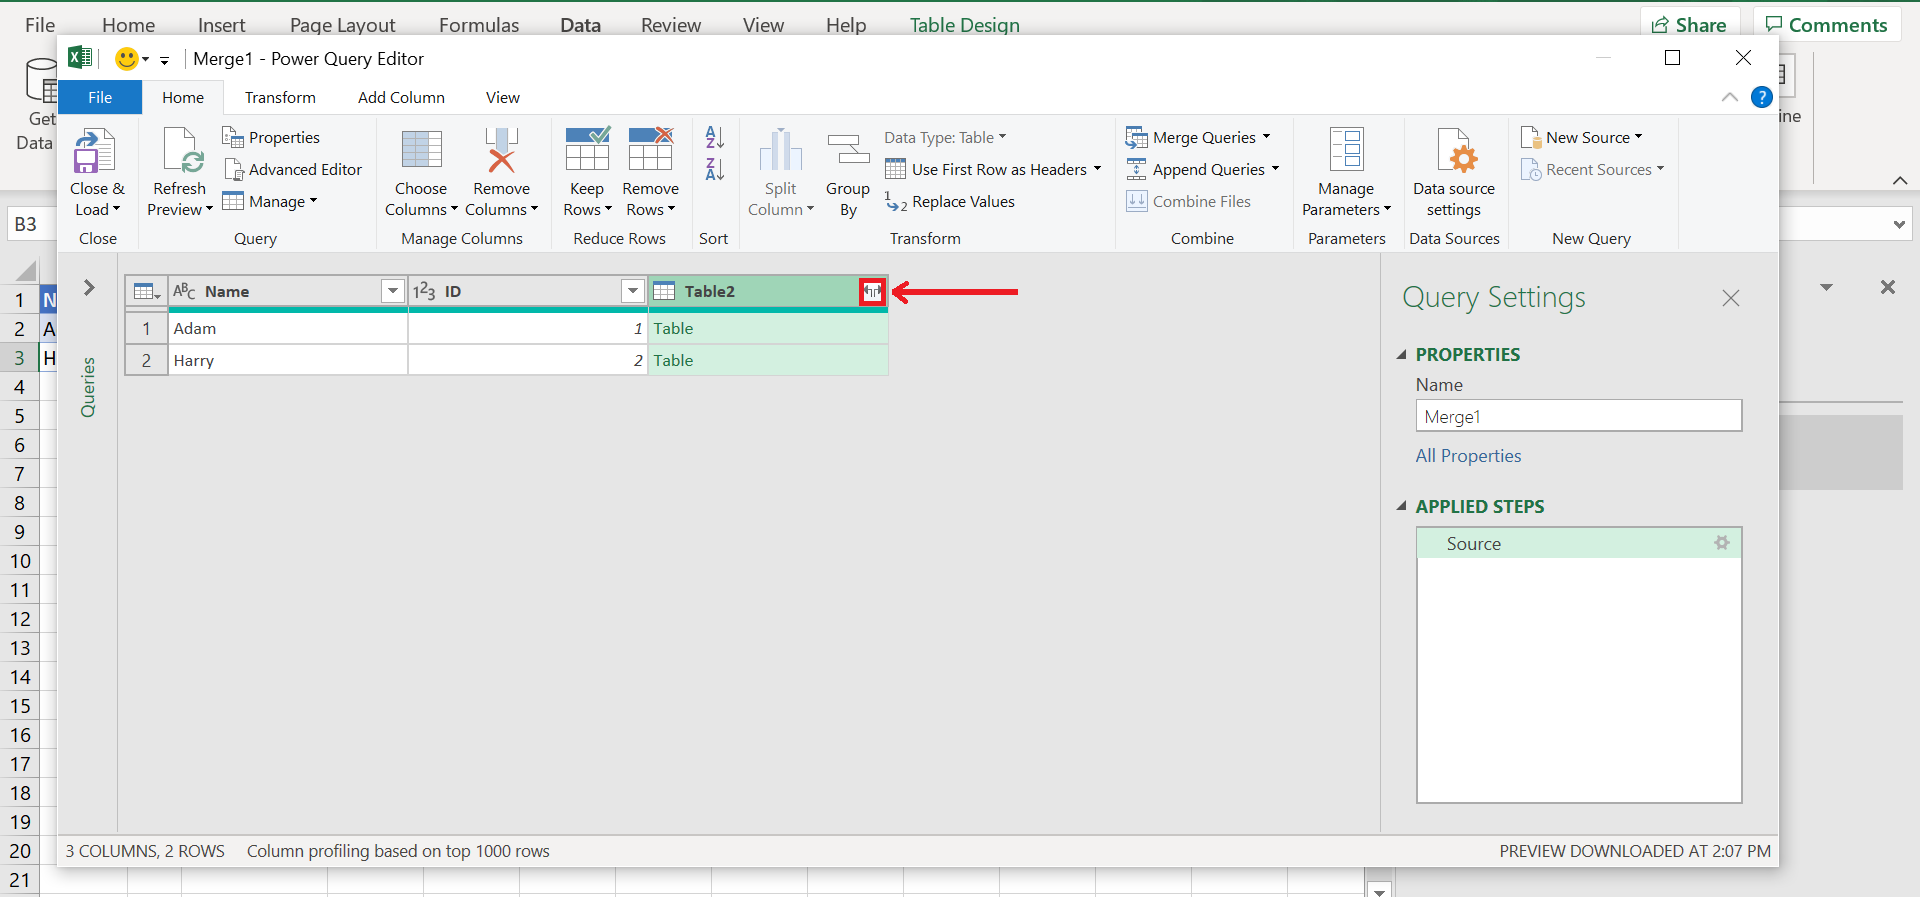 File Home Insert Page Layout Formulas Data Review View Help Table Design Share Comments
Merge1 - Power Query Editor
File Home Transform Add Column View ?
Get
Data
Close &
Load
Close
Refresh
Preview
Properties
Advanced Editor
Manage
Query
Choose
Columns
Remove
Columns
Manage Columns
Keep
Rows
Remove
Rows
Reduce Rows
A
Z
Z
A
Sort
Split
Column
Group
By
Data Type: Table
Use First Row as Headers
1 2 Replace Values
Transform
Merge Queries
Append Queries
Combine Files
Combine
Manage
Parameters
Parameters
Data source
settings
Data Sources
New Source
Recent Sources
New Query
ine
B3
Queries
ABC Name 123 ID Table2
1 Adam 1 Table
2 Harry 2 Table
1 N
2 A
3 H
4
5
6
7
8
9
10
11
12
13
14
15
16
17
18
19
20
21
Query Settings
PROPERTIES
Name
Merge1
All Properties
APPLIED STEPS
Source
3 COLUMNS, 2 ROWS Column profiling based on top 1000 rows PREVIEW DOWNLOADED AT 2:07 PM